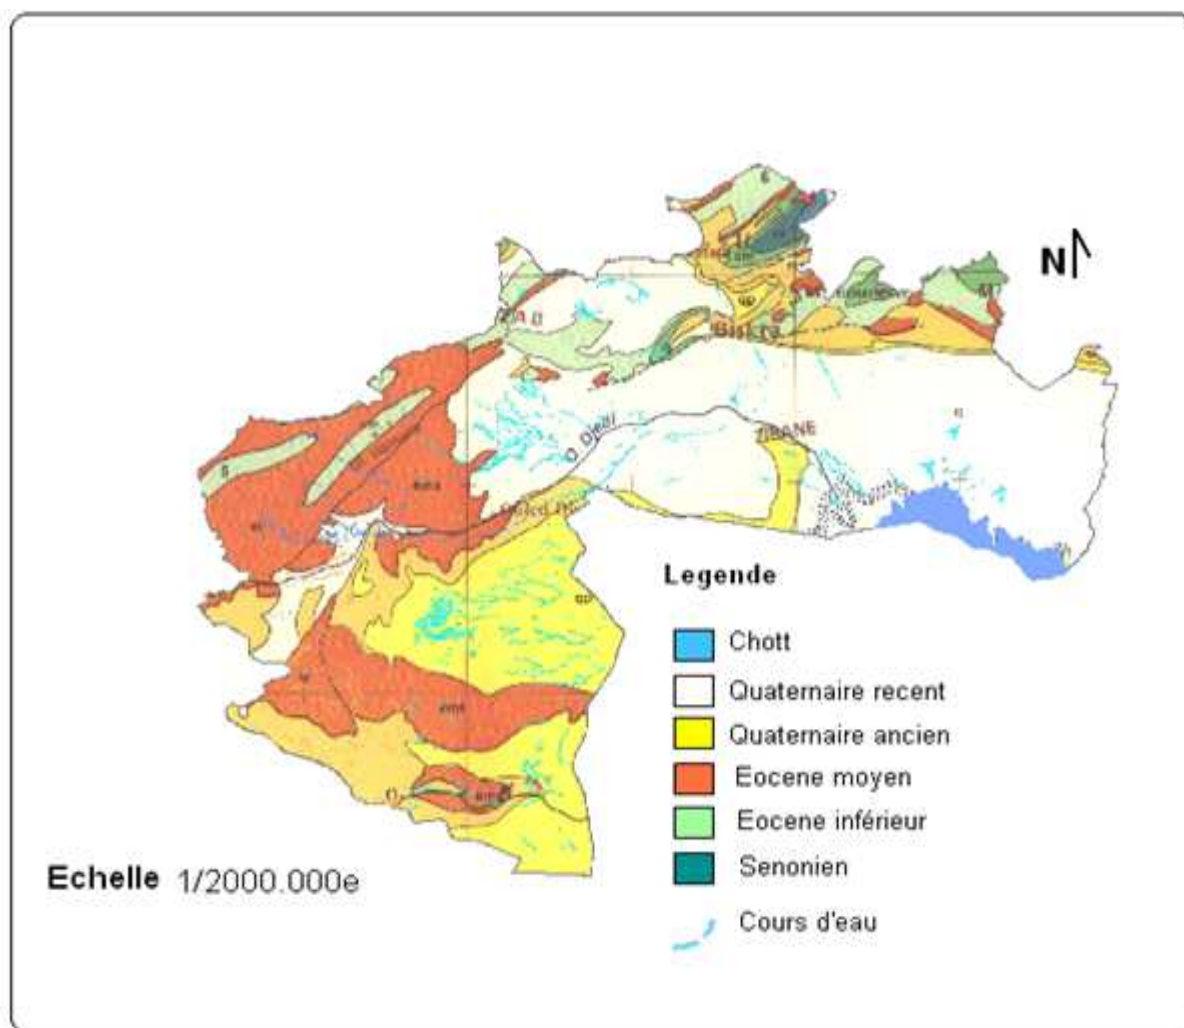 N
Biskra
O Djedi
ZIBANE
q
qp
Legende
Chott
Quaternaire recent
Quaternaire ancien
Eocene moyen
Eocene inférieur
Senonien
Cours d'eau
Echelle 1/2000.000e